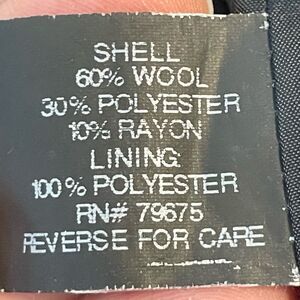 SHELL
60% WOOL
30% POLYESTER
10% RAYON
LINING:
100% POLYESTER
RN# 79675
REVERSE FOR CARE